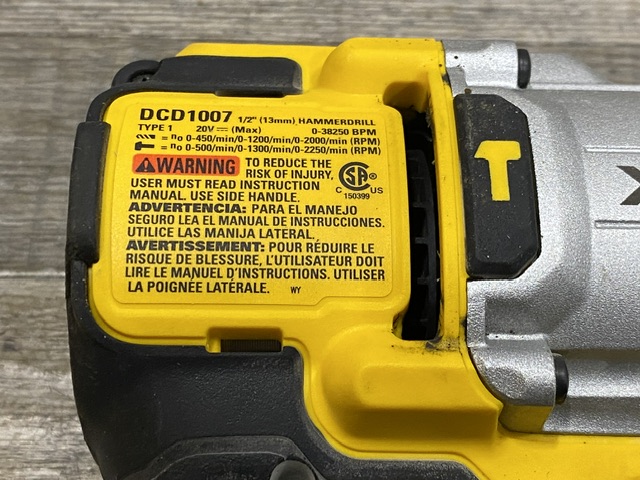 DCD1007 1/2" (13mm) HAMMERDRILL
TYPE 1 20V ⎓ (Max) 0-38250 BPM
= n₀ 0-450/min/0-1200/min/0-2000/min (RPM)
= n₀ 0-500/min/0-1300/min/0-2250/min (RPM)
WARNING TO REDUCE THE
RISK OF INJURY,
USER MUST READ INSTRUCTION
MANUAL. USE SIDE HANDLE.
C US
150399
ADVERTENCIA: PARA EL MANEJO
SEGURO LEA EL MANUAL DE INSTRUCCIONES.
UTILICE LAS MANIJA LATERAL.
AVERTISSEMENT: POUR RÉDUIRE LE
RISQUE DE BLESSURE, L'UTILISATEUR DOIT
LIRE LE MANUEL D'INSTRUCTIONS. UTILISER
LA POIGNÉE LATÉRALE. WY
X